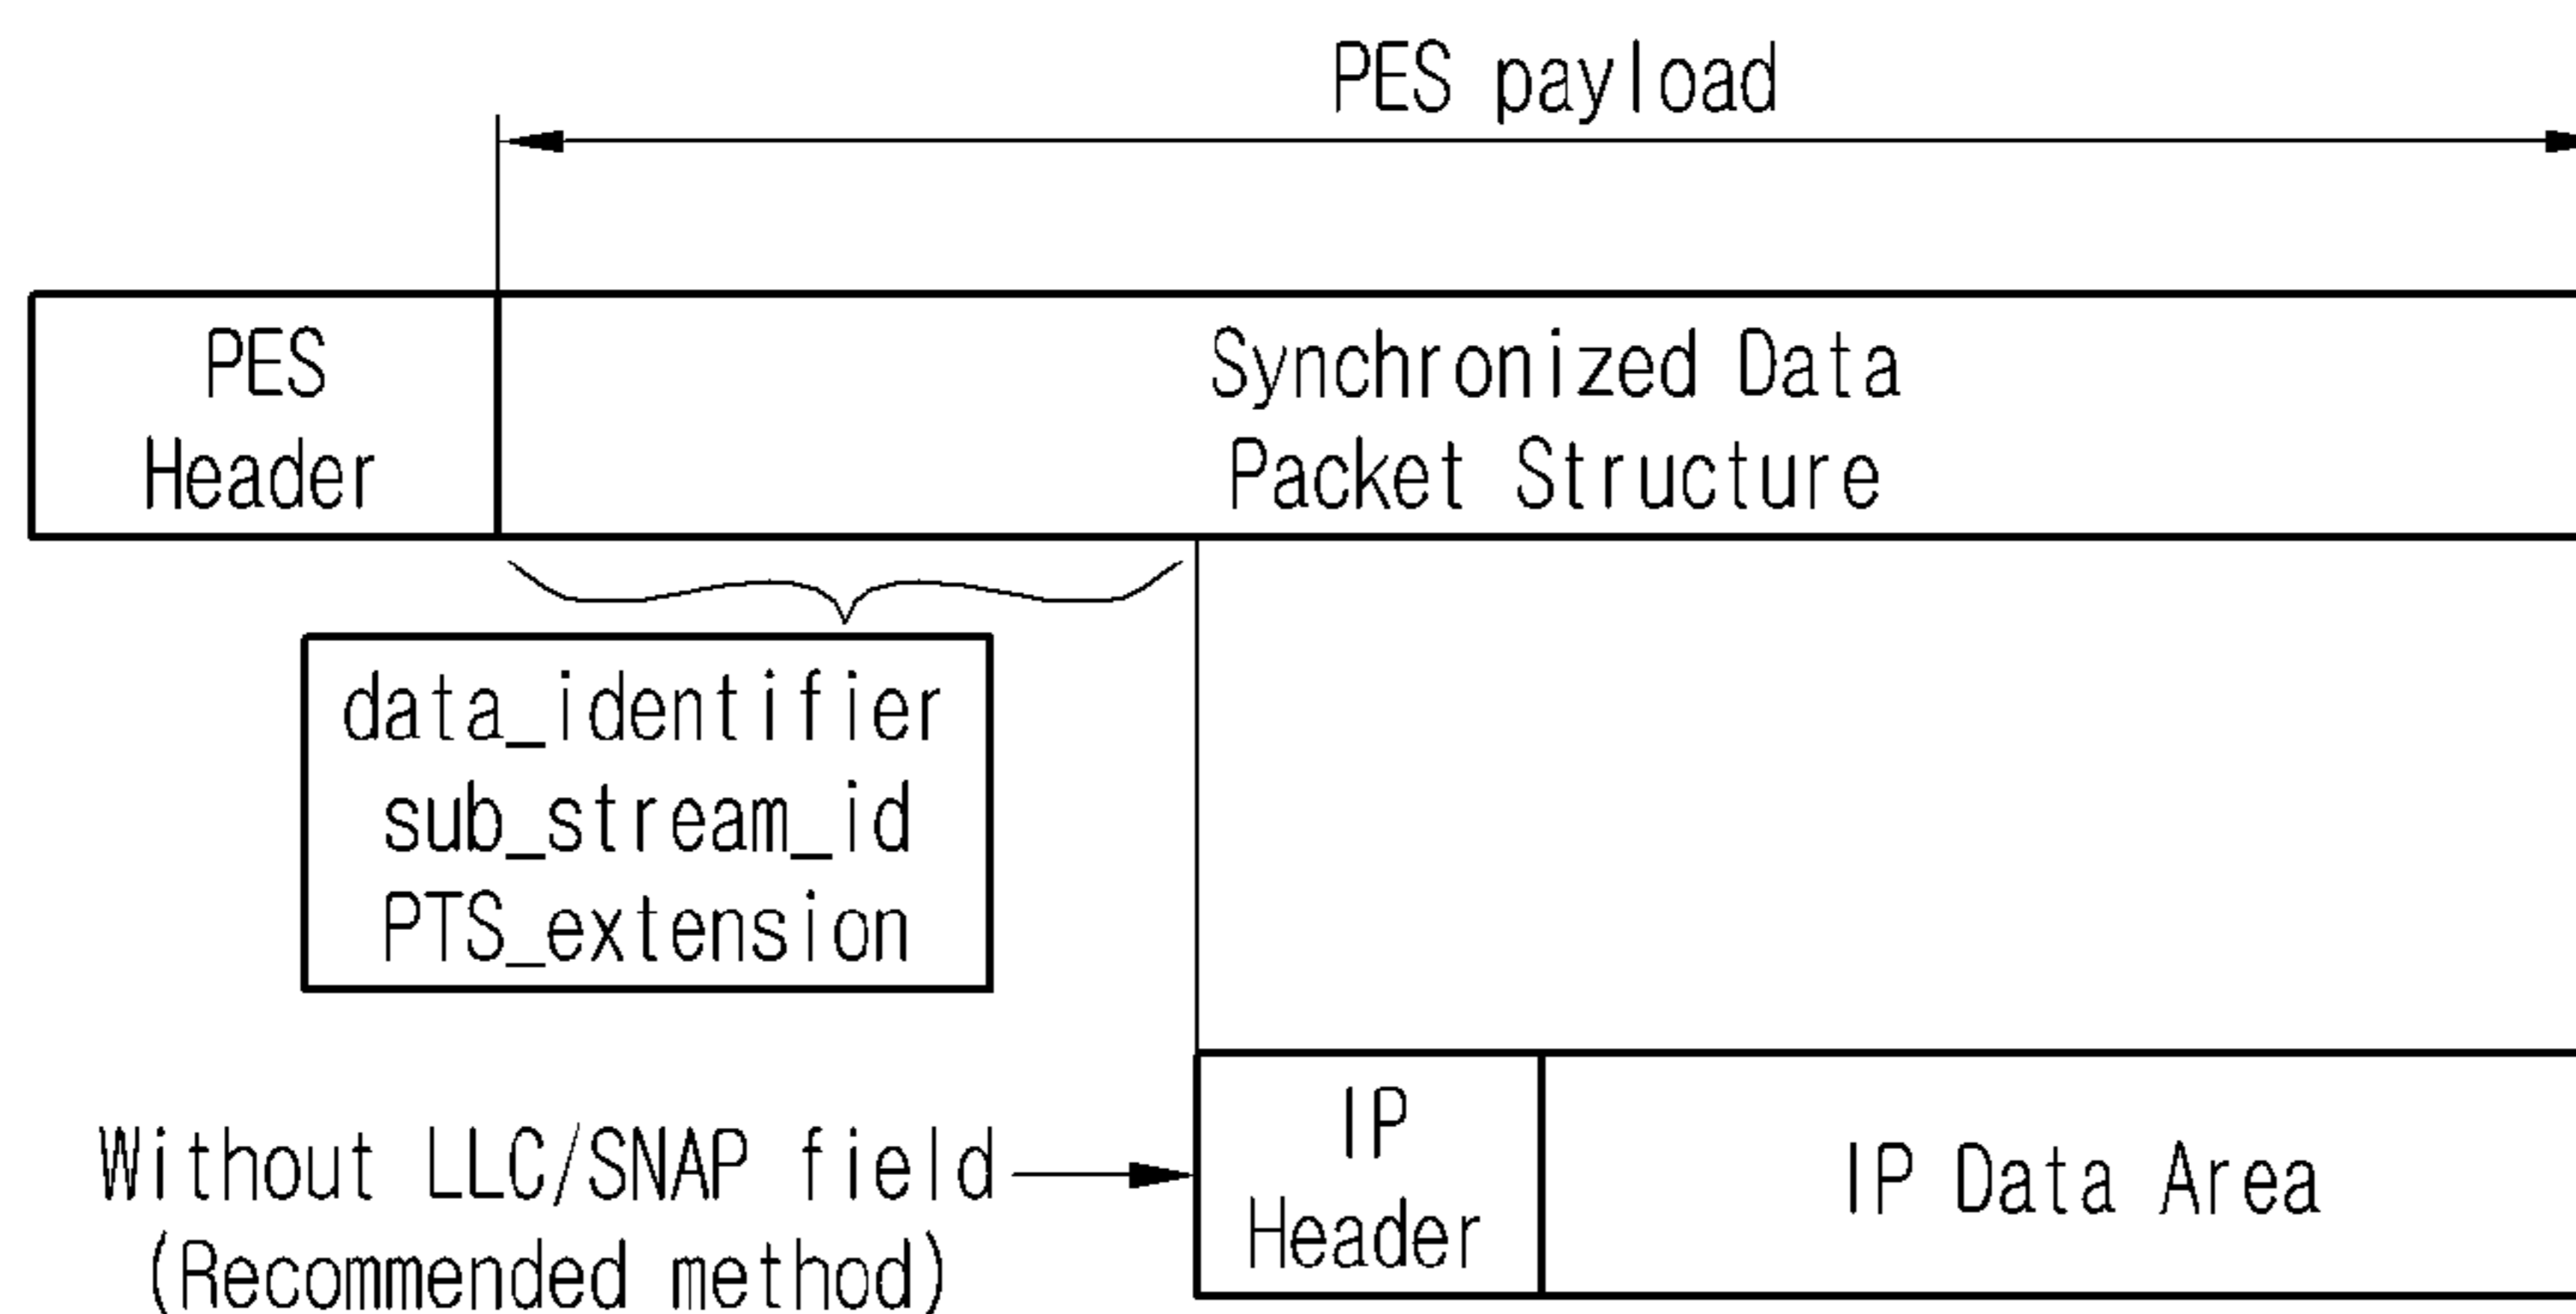 PES payload
PES
Header
Synchronized Data
Packet Structure
data_identifier
sub_stream_id
PTS_extension
Without LLC/SNAP field
(Recommended method)
IP
Header
IP Data Area